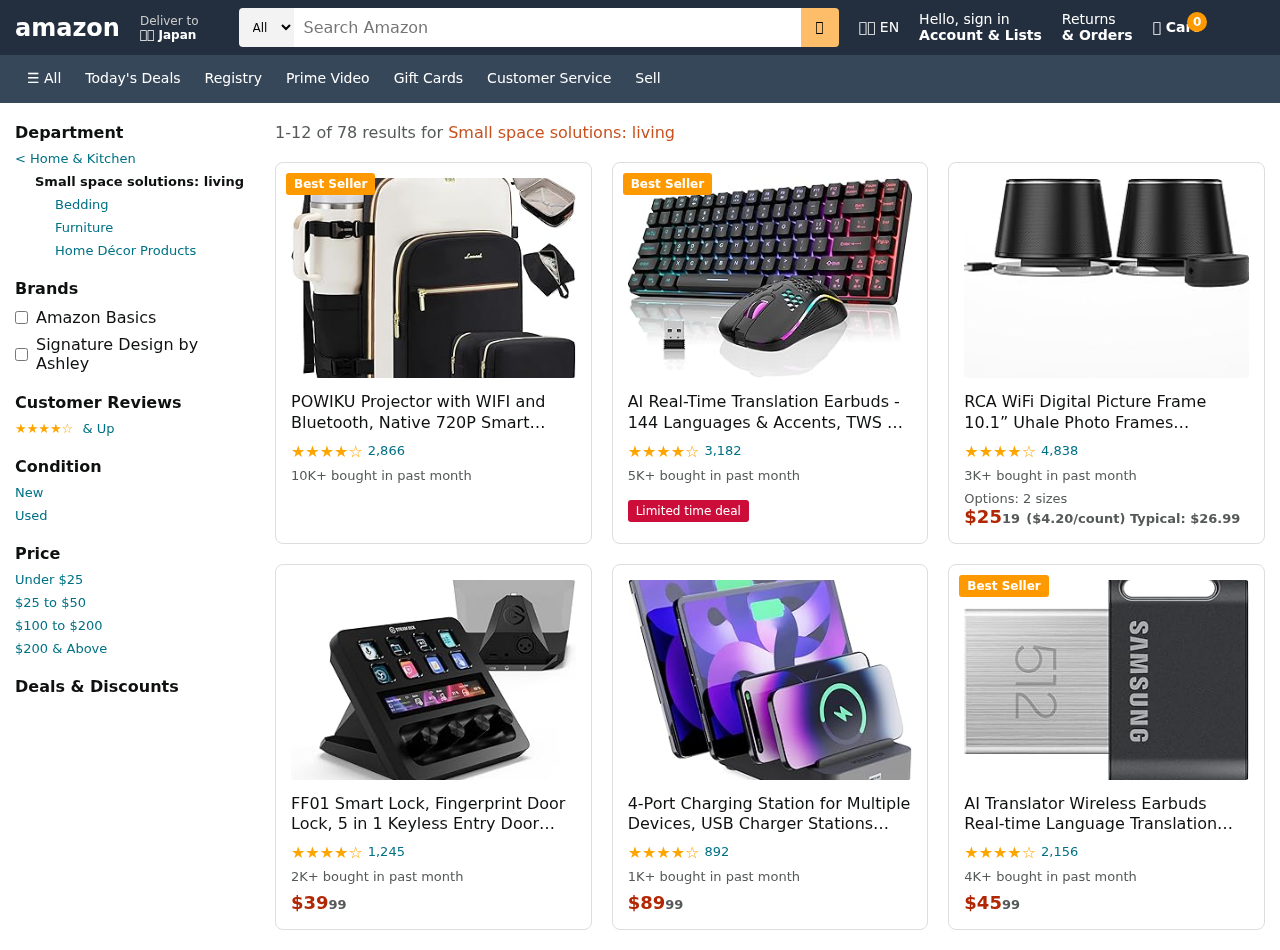 amazon
Deliver to
Japan
All
Search Amazon
EN
Hello, sign in
Account & Lists
Returns
& Orders
0
☰ All
Today's Deals
Registry
Prime Video
Gift Cards
Customer Service
Sell
Department
< Home & Kitchen
Small space solutions: living
Bedding
Furniture
Home Décor Products
Brands
Amazon Basics
Signature Design by
Ashley
Customer Reviews
★★★★☆ & Up
Condition
New
Used
Price
Under $25
$25 to $50
$100 to $200
$200 & Above
Deals & Discounts
1-12 of 78 results for Small space solutions: living
Best Seller
POWIKU Projector with WIFI and
Bluetooth, Native 720P Smart…
★★★★☆ 2,866
10K+ bought in past month
Best Seller
AI Real-Time Translation Earbuds -
144 Languages & Accents, TWS …
★★★★☆ 3,182
5K+ bought in past month
Limited time deal
RCA WiFi Digital Picture Frame
10.1” Uhale Photo Frames…
★★★★☆ 4,838
3K+ bought in past month
Options: 2 sizes
$25 19 ($4.20/count) Typical: $26.99
FF01 Smart Lock, Fingerprint Door
Lock, 5 in 1 Keyless Entry Door…
★★★★☆ 1,245
2K+ bought in past month
$39 99
4-Port Charging Station for Multiple
Devices, USB Charger Stations…
★★★★☆ 892
1K+ bought in past month
$89 99
Best Seller
512
SAMSUNG
AI Translator Wireless Earbuds
Real-time Language Translation…
★★★★☆ 2,156
4K+ bought in past month
$45 99